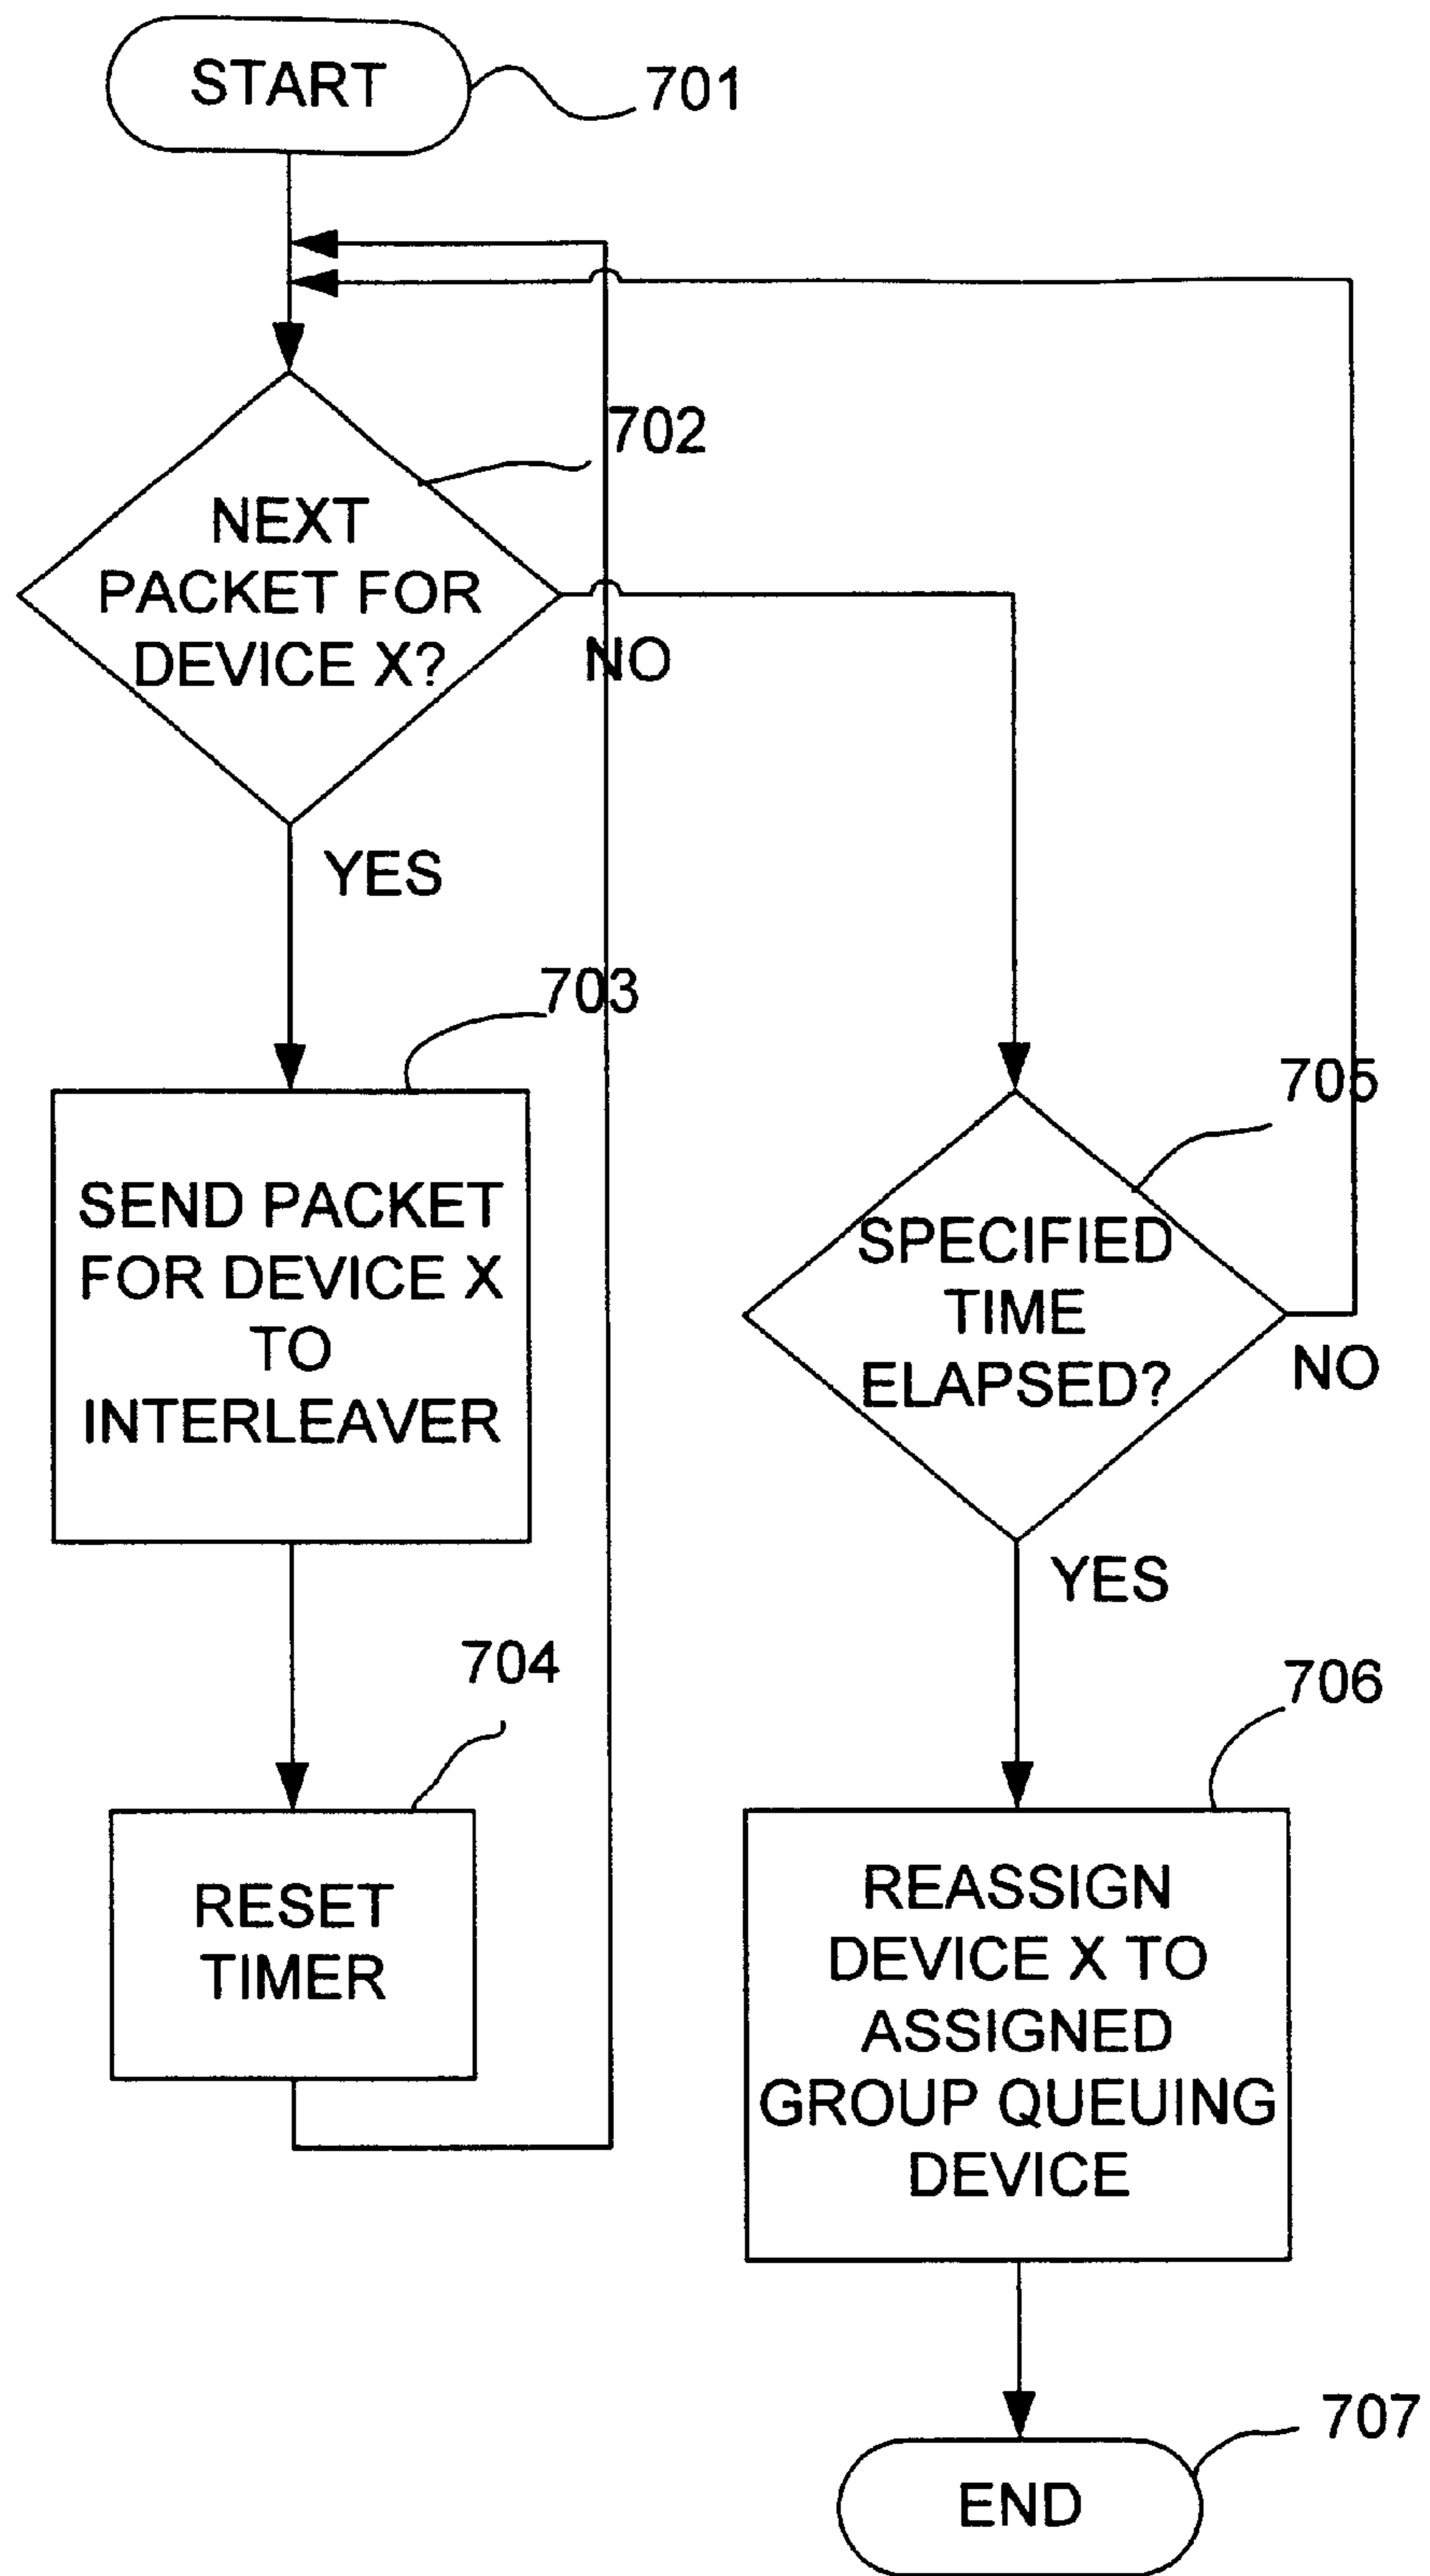 START
701
702
NEXT
PACKET FOR
DEVICE X?
NO
YES
703
SEND PACKET
FOR DEVICE X
TO
INTERLEAVER
704
RESET
TIMER
705
SPECIFIED
TIME
ELAPSED?
NO
YES
706
REASSIGN
DEVICE X TO
ASSIGNED
GROUP QUEUING
DEVICE
707
END